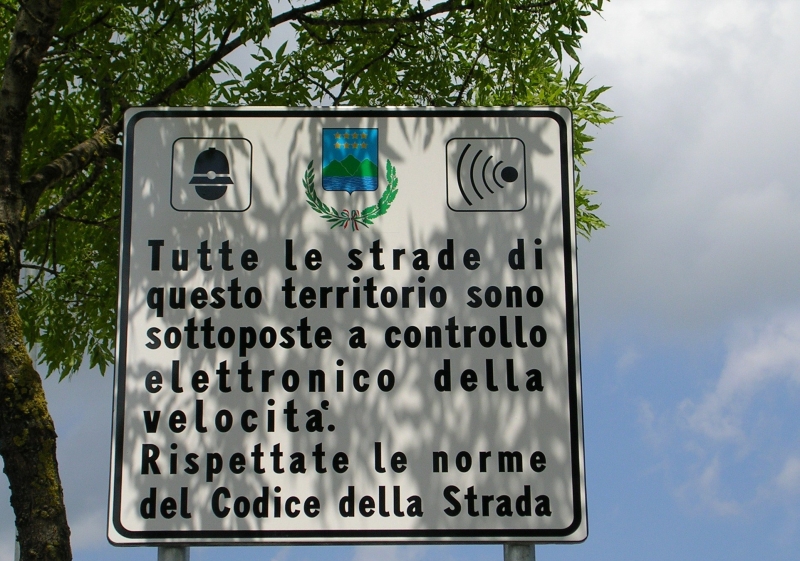 Tutte le strade di
questo territorio sono
sottoposte a controllo
elettronico della
velocità.
Rispettate le norme
del Codice della Strada